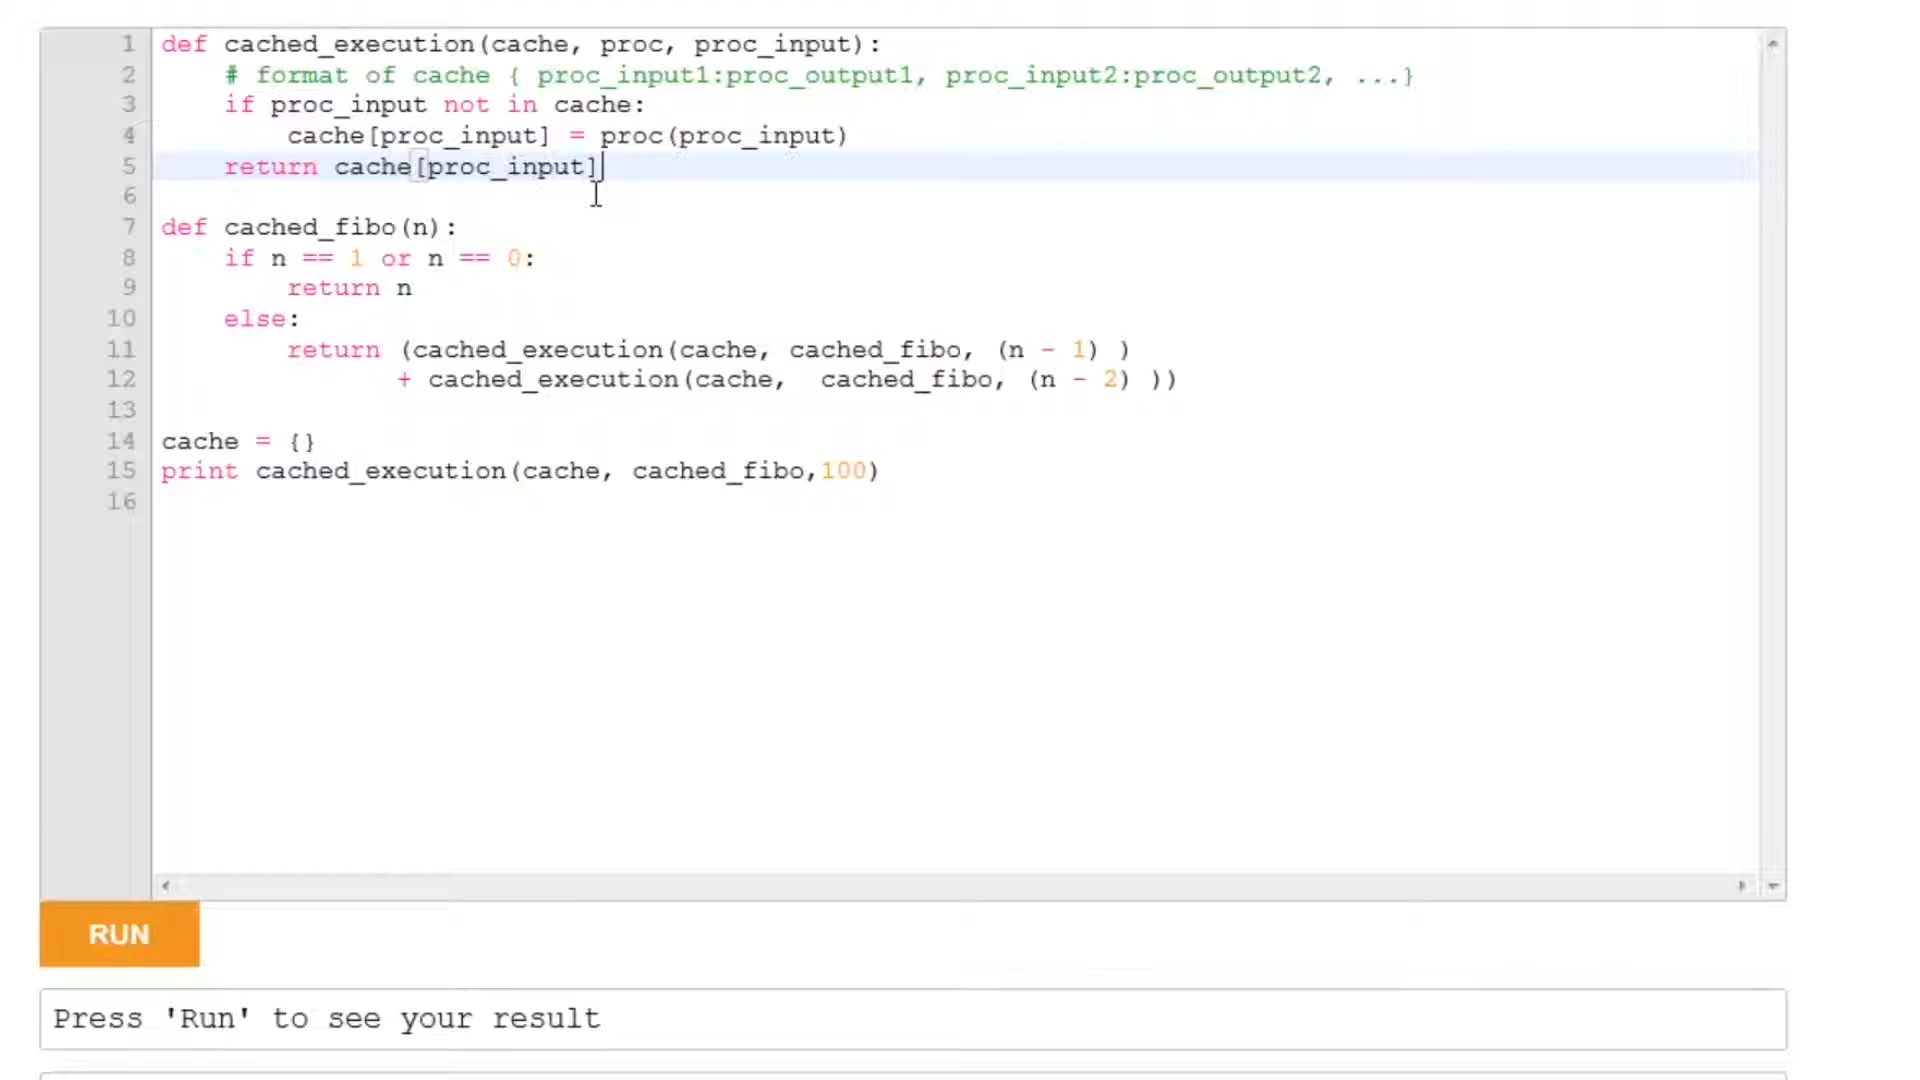 1 def cached_execution(cache, proc, proc_input):
2     # format of cache { proc_input1:proc_output1, proc_input2:proc_output2, ...}
3     if proc_input not in cache:
4         cache[proc_input] = proc(proc_input)
5     return cache[proc_input]
6
7 def cached_fibo(n):
8     if n == 1 or n == 0:
9         return n
10     else:
11         return (cached_execution(cache, cached_fibo, (n - 1) )
12                + cached_execution(cache,  cached_fibo, (n - 2) ))
13
14 cache = {}
15 print cached_execution(cache, cached_fibo,100)
16
RUN
Press 'Run' to see your result